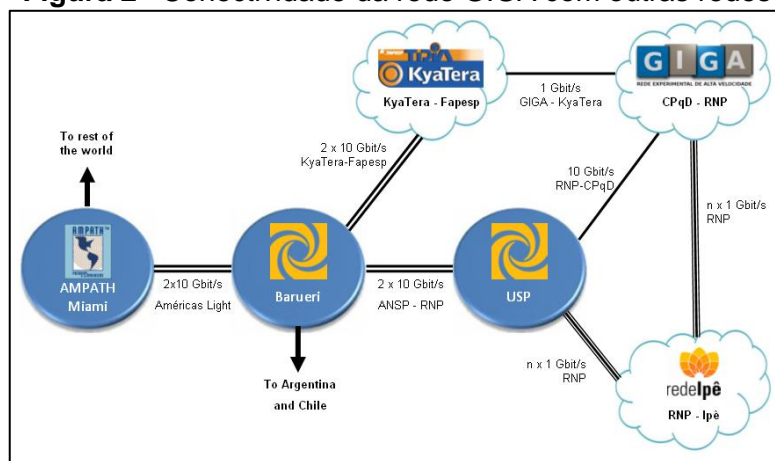 Figura 2 - Conectividade da rede GIGA com outras redes
KyaTera
KyaTera - Fapesp
1 Gbit/s
GIGA - KyaTera
GIGA
REDE EXPERIMENTAL DE ALTA VELOCIDADE
CPqD - RNP
To rest of
the world
2 x 10 Gbit/s
KyaTera-Fapesp
10 Gbit/s
RNP-CPqD
n x 1 Gbit/s
RNP
AMPATH
AMPATH
Miami
2x10 Gbit/s
Américas Light
Barueri
2 x 10 Gbit/s
ANSP - RNP
USP
To Argentina
and Chile
n x 1 Gbit/s
RNP
redeIpê
RNP - Ipê